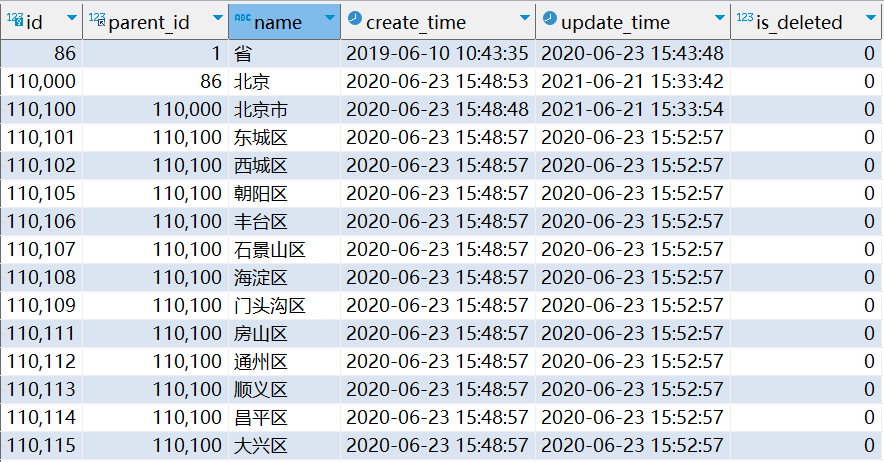 123 id 123 parent_id ABC name create_time update_time 123 is_deleted
86 1 省 2019-06-10 10:43:35 2020-06-23 15:43:48 0
110,000 86 北京 2020-06-23 15:48:53 2021-06-21 15:33:42 0
110,100 110,000 北京市 2020-06-23 15:48:48 2021-06-21 15:33:54 0
110,101 110,100 东城区 2020-06-23 15:48:57 2020-06-23 15:52:57 0
110,102 110,100 西城区 2020-06-23 15:48:57 2020-06-23 15:52:57 0
110,105 110,100 朝阳区 2020-06-23 15:48:57 2020-06-23 15:52:57 0
110,106 110,100 丰台区 2020-06-23 15:48:57 2020-06-23 15:52:57 0
110,107 110,100 石景山区 2020-06-23 15:48:57 2020-06-23 15:52:57 0
110,108 110,100 海淀区 2020-06-23 15:48:57 2020-06-23 15:52:57 0
110,109 110,100 门头沟区 2020-06-23 15:48:57 2020-06-23 15:52:57 0
110,111 110,100 房山区 2020-06-23 15:48:57 2020-06-23 15:52:57 0
110,112 110,100 通州区 2020-06-23 15:48:57 2020-06-23 15:52:57 0
110,113 110,100 顺义区 2020-06-23 15:48:57 2020-06-23 15:52:57 0
110,114 110,100 昌平区 2020-06-23 15:48:57 2020-06-23 15:52:57 0
110,115 110,100 大兴区 2020-06-23 15:48:57 2020-06-23 15:52:57 0